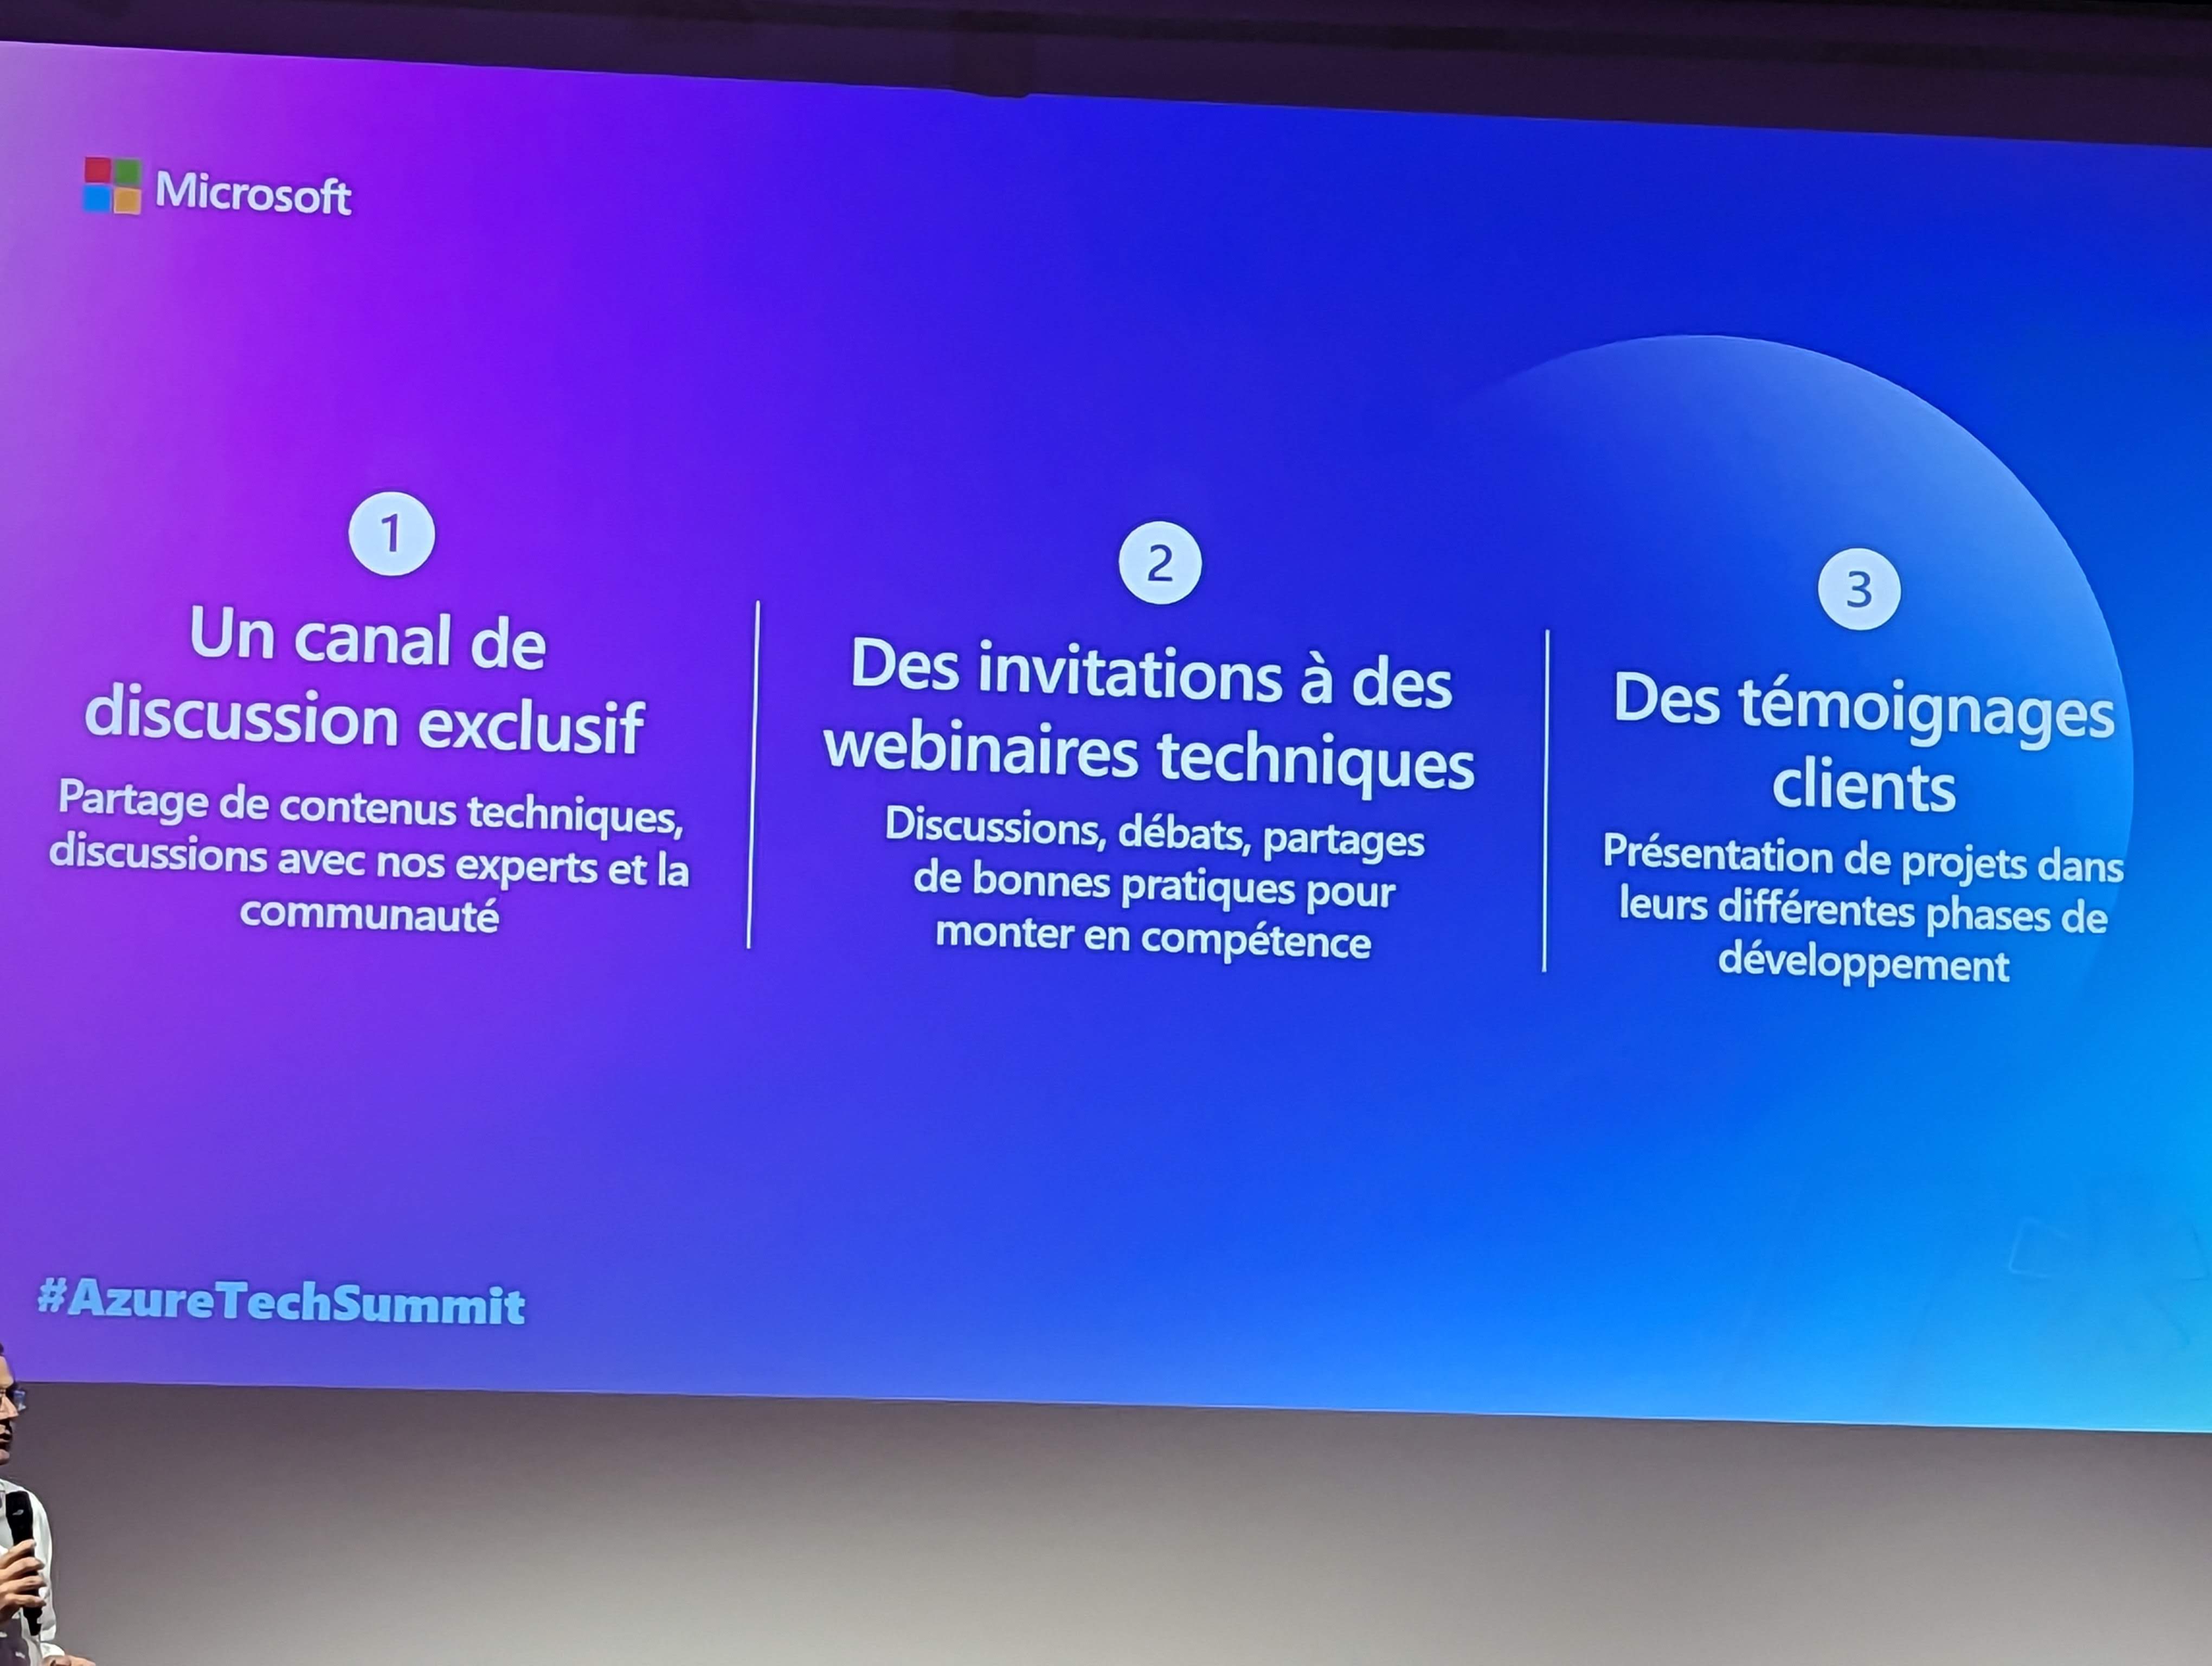 Microsoft
1
Un canal de
discussion exclusif
Partage de contenus techniques,
discussions avec nos experts et la
communauté
2
Des invitations à des
webinaires techniques
Discussions, débats, partages
de bonnes pratiques pour
monter en compétence
3
Des témoignages
clients
Présentation de projets dans
leurs différentes phases de
développement
#AzureTechSummit